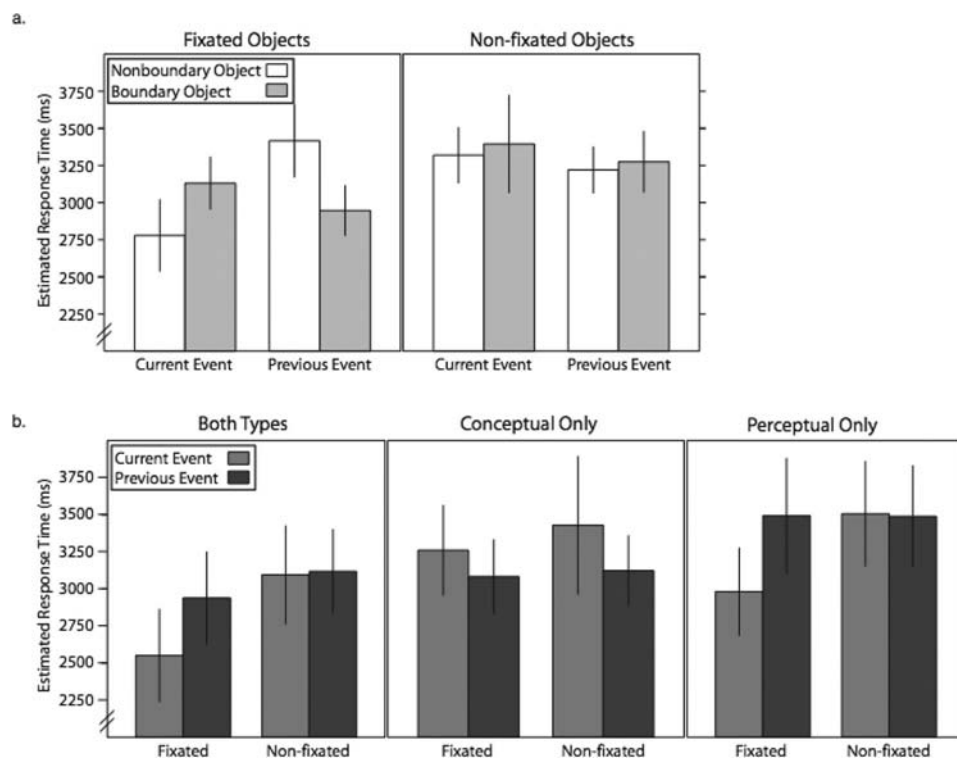 a.
Fixated Objects
Non-fixated Objects
Nonboundary Object
Boundary Object
Estimated Response Time (ms)
3750
3500
3250
3000
2750
2500
2250
Current Event
Previous Event
Current Event
Previous Event
b.
Both Types
Conceptual Only
Perceptual Only
Current Event
Previous Event
Estimated Response Time (ms)
3750
3500
3250
3000
2750
2500
2250
Fixated
Non-fixated
Fixated
Non-fixated
Fixated
Non-fixated